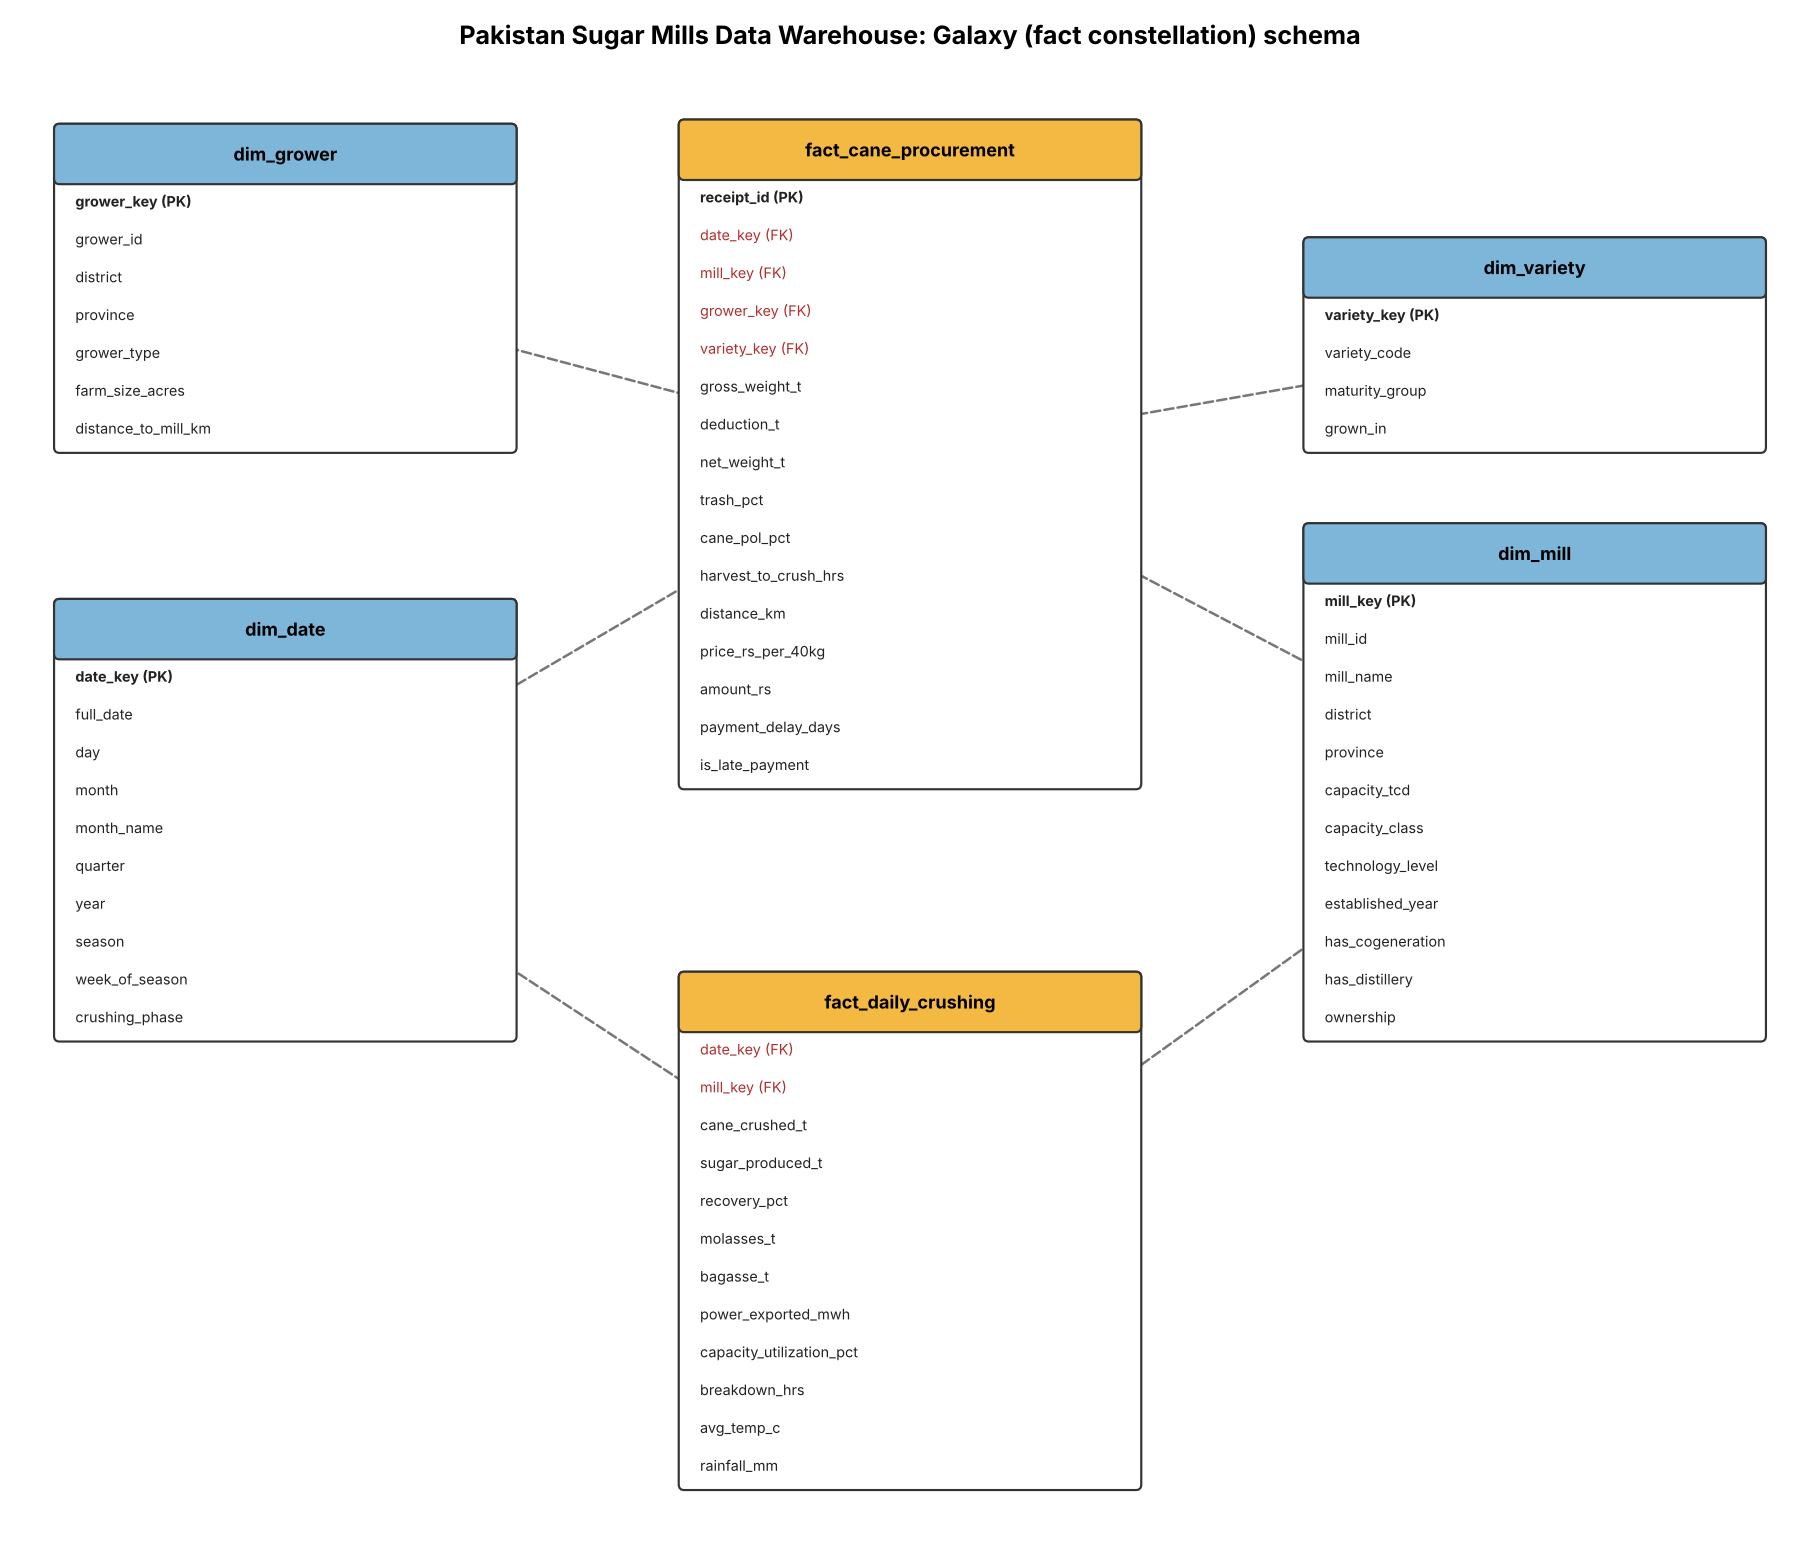 Pakistan Sugar Mills Data Warehouse: Galaxy (fact constellation) schema
dim_grower
grower_key (PK)
grower_id
district
province
grower_type
farm_size_acres
distance_to_mill_km
fact_cane_procurement
receipt_id (PK)
date_key (FK)
mill_key (FK)
grower_key (FK)
variety_key (FK)
gross_weight_t
deduction_t
net_weight_t
trash_pct
cane_pol_pct
harvest_to_crush_hrs
distance_km
price_rs_per_40kg
amount_rs
payment_delay_days
is_late_payment
dim_variety
variety_key (PK)
variety_code
maturity_group
grown_in
dim_date
date_key (PK)
full_date
day
month
month_name
quarter
year
season
week_of_season
crushing_phase
dim_mill
mill_key (PK)
mill_id
mill_name
district
province
capacity_tcd
capacity_class
technology_level
established_year
has_cogeneration
has_distillery
ownership
fact_daily_crushing
date_key (FK)
mill_key (FK)
cane_crushed_t
sugar_produced_t
recovery_pct
molasses_t
bagasse_t
power_exported_mwh
capacity_utilization_pct
breakdown_hrs
avg_temp_c
rainfall_mm